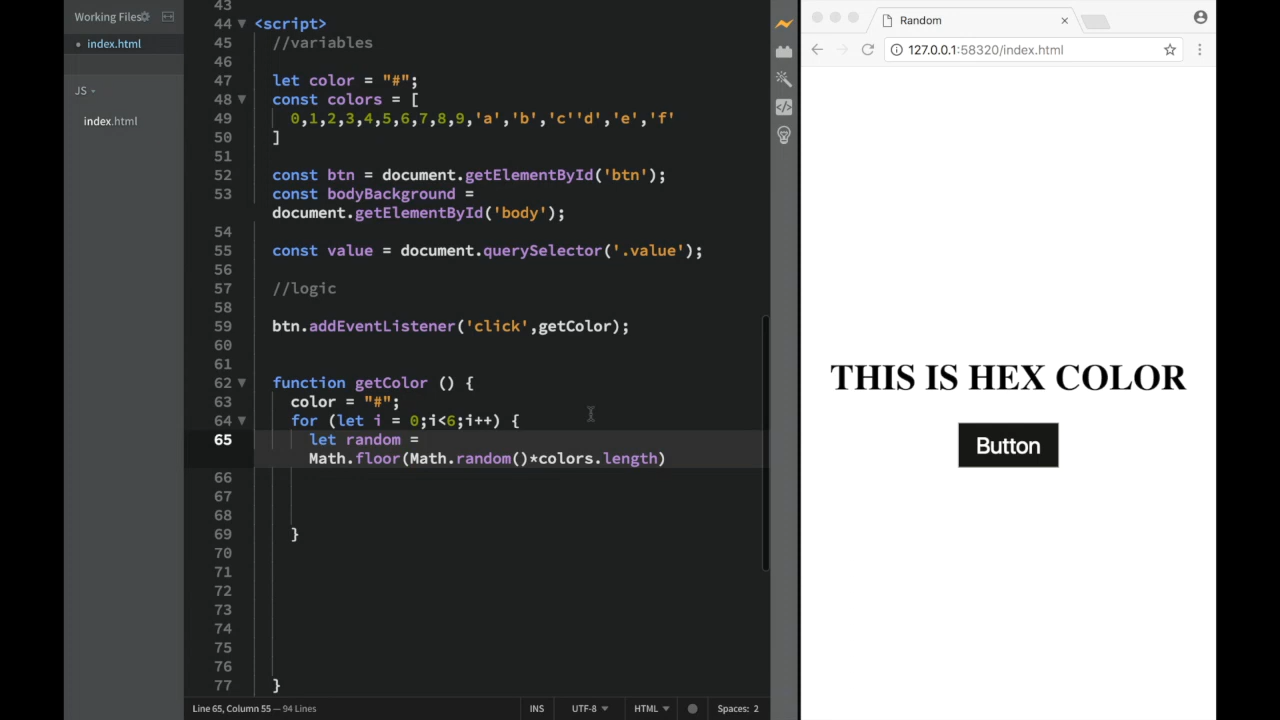 Working Files
index.html
JS
index.html
43
44 <script>
45 //variables
46
47 let color = "#";
48 const colors = [
49 0,1,2,3,4,5,6,7,8,9,'a','b','c''d','e','f'
50 ]
51
52 const btn = document.getElementById('btn');
53 const bodyBackground =
document.getElementById('body');
54
55 const value = document.querySelector('.value');
56
57 //logic
58
59 btn.addEventListener('click',getColor);
60
61
62 function getColor () {
63 color = "#";
64 for (let i = 0;i<6;i++) {
65 let random =
Math.floor(Math.random()*colors.length)
66
67
68
69 }
70
71
72
73
74
75
76
77 }
Line 65, Column 55 — 94 Lines
INS
UTF-8
HTML
Spaces: 2
Random
127.0.0.1:58320/index.html
THIS IS HEX COLOR
Button